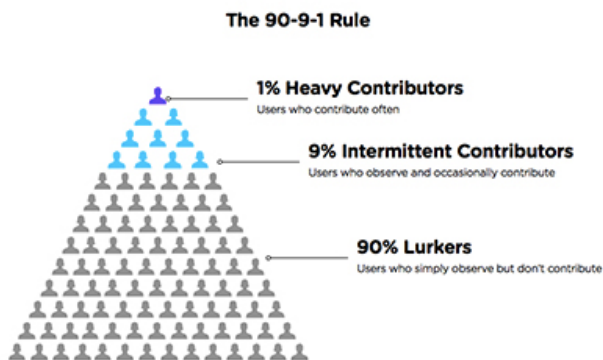 The 90-9-1 Rule
1% Heavy Contributors
Users who contribute often
9% Intermittent Contributors
Users who observe and occasionally contribute
90% Lurkers
Users who simply observe but don't contribute